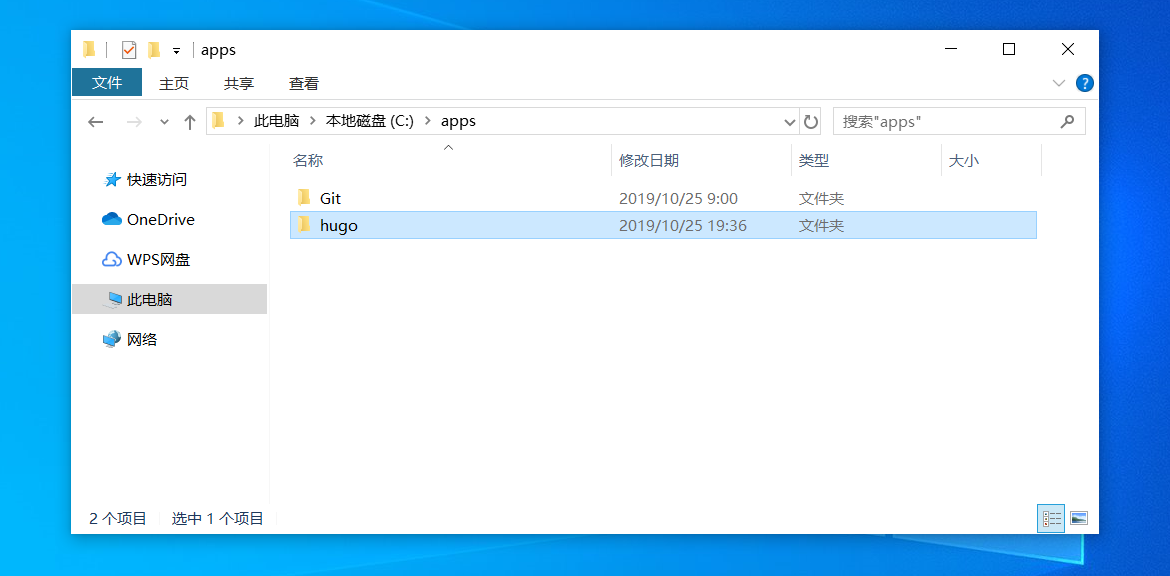 apps
文件 主页 共享 查看 ?
此电脑 本地磁盘 (C:) apps 搜索"apps"
名称 修改日期 类型 大小
快速访问
OneDrive
WPS网盘
此电脑
网络
Git 2019/10/25 9:00 文件夹
hugo 2019/10/25 19:36 文件夹
2 个项目 选中 1 个项目